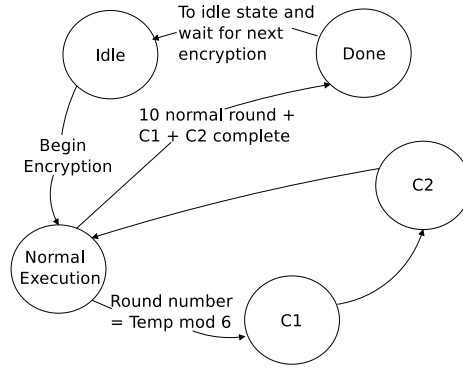 To idle state and
wait for next
encryption
Idle
Done
10 normal round +
C1 + C2 complete
Begin
Encryption
C2
Normal
Execution
Round number
= Temp mod 6
C1